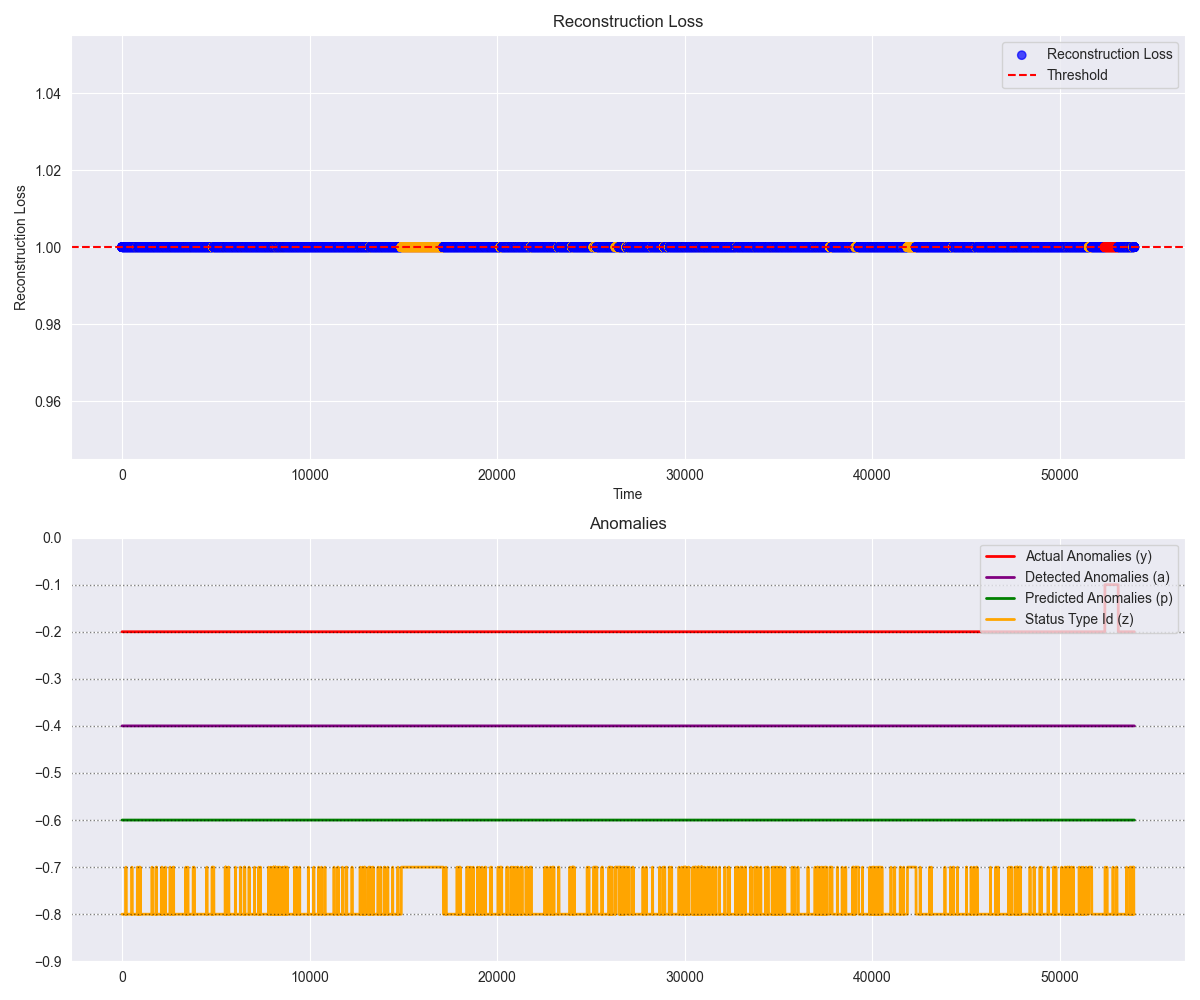 Reconstruction Loss
Reconstruction Loss
Threshold
1.04
1.02
1.00
0.98
0.96
Reconstruction Loss
0 10000 20000 30000 40000 50000
Time
Anomalies
Actual Anomalies (y)
Detected Anomalies (a)
Predicted Anomalies (p)
Status Type Id (z)
0.0
−0.1
−0.2
−0.3
−0.4
−0.5
−0.6
−0.7
−0.8
−0.9
0 10000 20000 30000 40000 50000